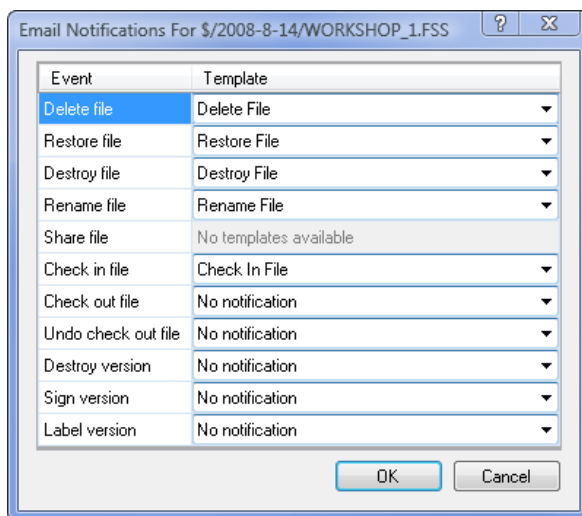 Email Notifications For $/2008-8-14/WORKSHOP_1.FSS
Event Template
Delete file Delete File
Restore file Restore File
Destroy file Destroy File
Rename file Rename File
Share file No templates available
Check in file Check In File
Check out file No notification
Undo check out file No notification
Destroy version No notification
Sign version No notification
Label version No notification
OK Cancel